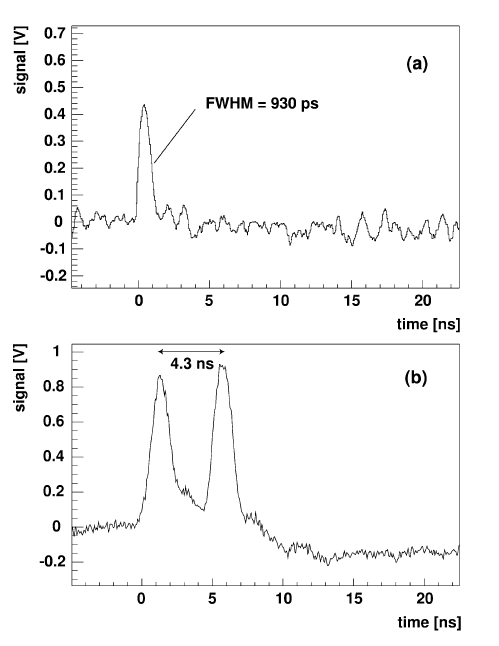 signal [V]
(a)
0.7
0.6
0.5
FWHM = 930 ps
0.4
0.3
0.2
0.1
0
-0.1
-0.2
0 5 10 15 20
time [ns]
signal [V]
(b)
1
4.3 ns
0.8
0.6
0.4
0.2
0
-0.2
0 5 10 15 20
time [ns]